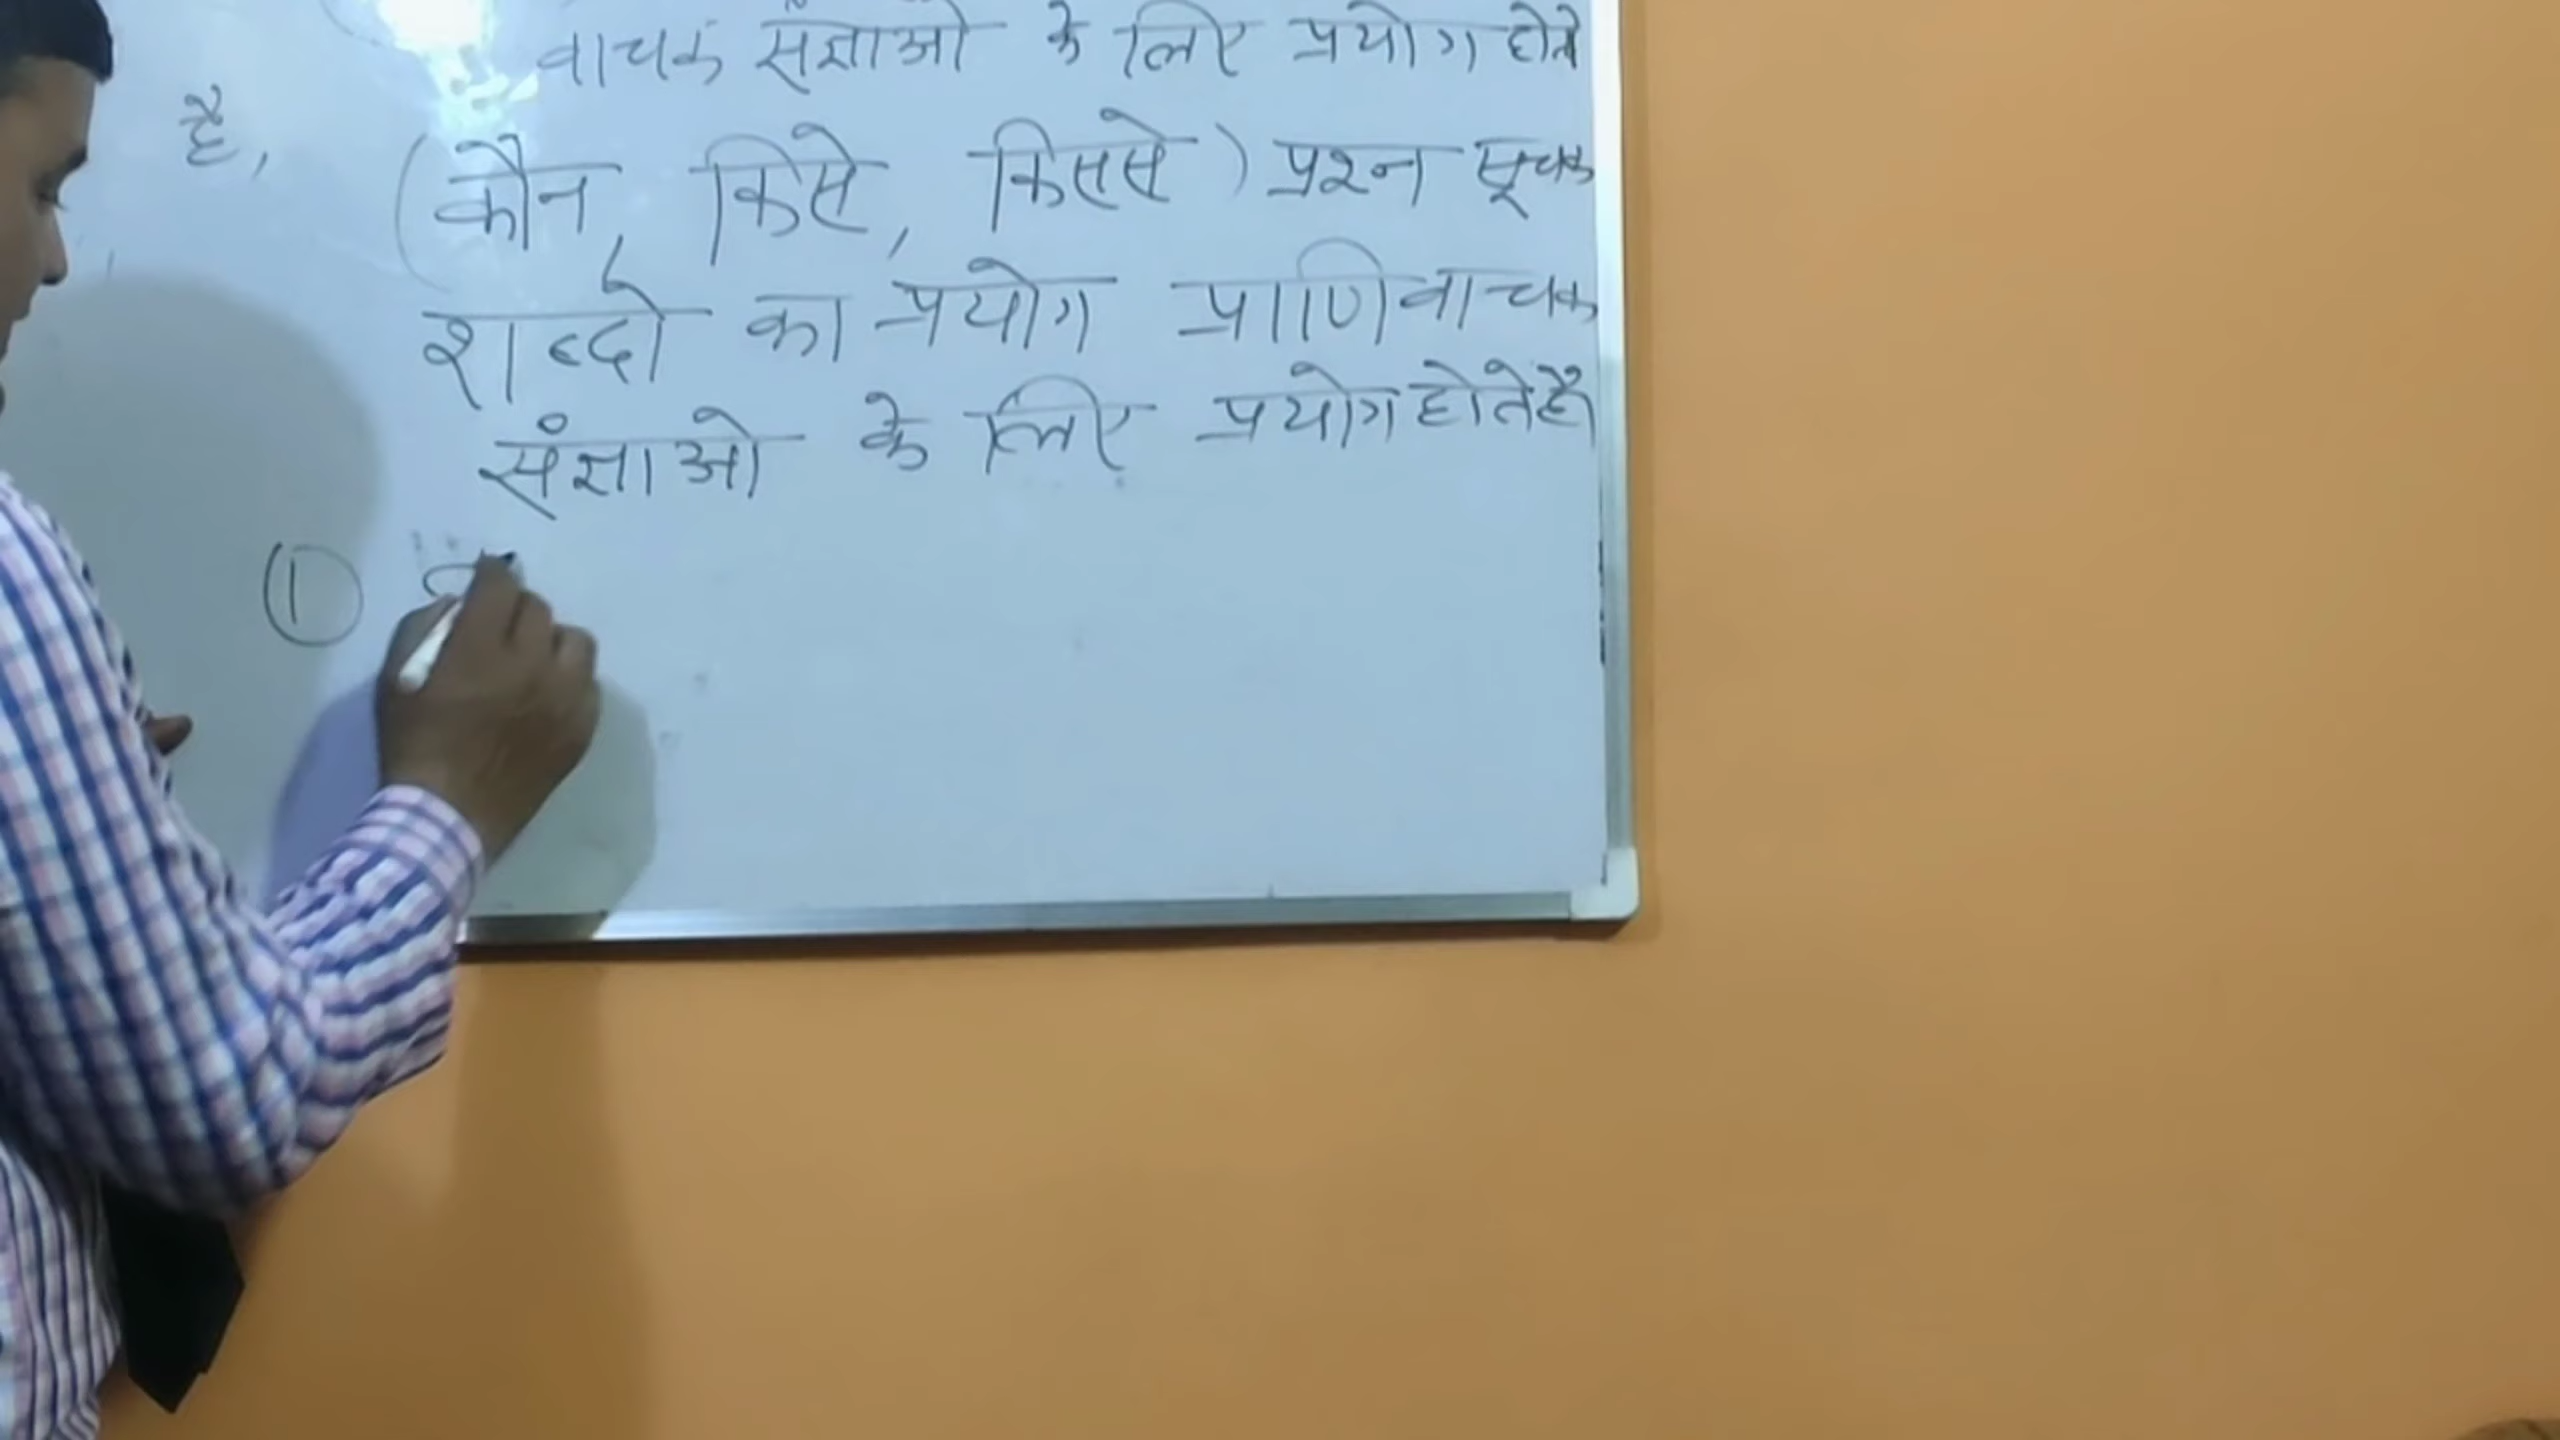 वाचक संज्ञाओ के लिए प्रयोग होते
है, (कौन, किसे, किससे) प्रश्न सूचक
शब्दो का प्रयोग प्राणिवाचक
संज्ञाओ के लिए प्रयोग होते है।
①